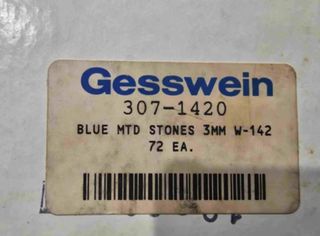 Gesswein
307-1420
BLUE MTD STONES 3MM W-142
72 EA.